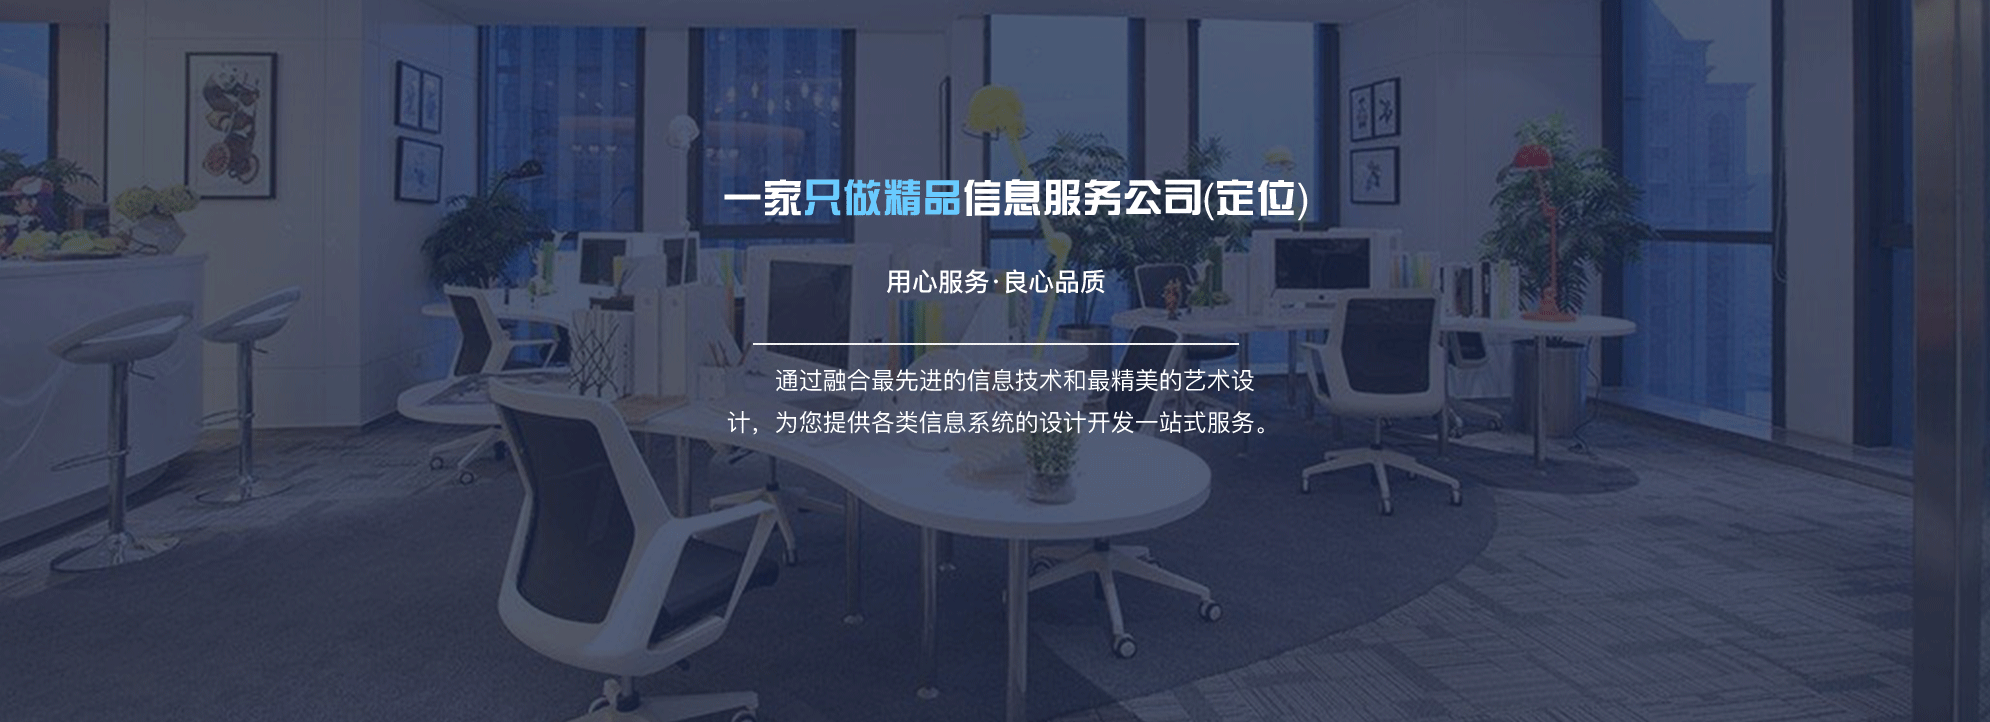 一家只做精品信息服务公司(定位)
用心服务·良心品质
通过融合最先进的信息技术和最精美的艺术设
计，为您提供各类信息系统的设计开发一站式服务。